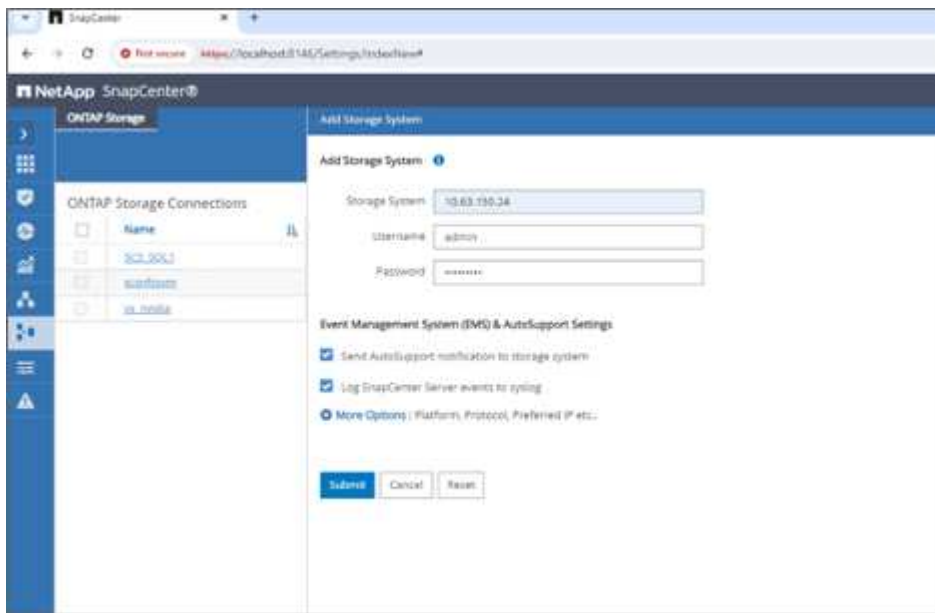 SnapCenter
Not secure https://localhost:8146/Settings/IndexNew#
NetApp SnapCenter®
ONTAP Storage
Add Storage System
Add Storage System
Storage System 10.63.150.24
Username admin
Password ••••••••
ONTAP Storage Connections
Name
Event Management System (EMS) & AutoSupport Settings
Send AutoSupport notification to storage system
Log SnapCenter Server events to syslog
More Options : Platform, Protocol, Preferred IP etc..
Submit Cancel Reset